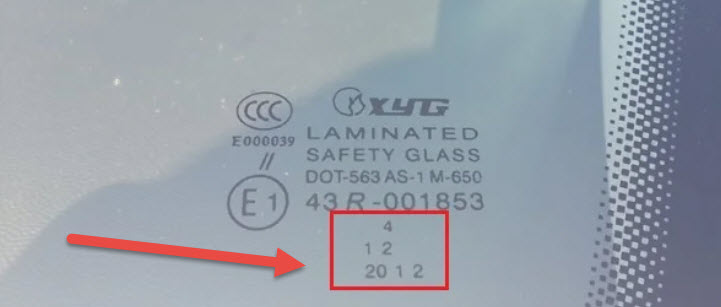 CCC
XYG
E000039
LAMINATED
//
SAFETY GLASS
DOT-563 AS-1 M-650
E1
43 R-001853
4
1 2
20 1 2